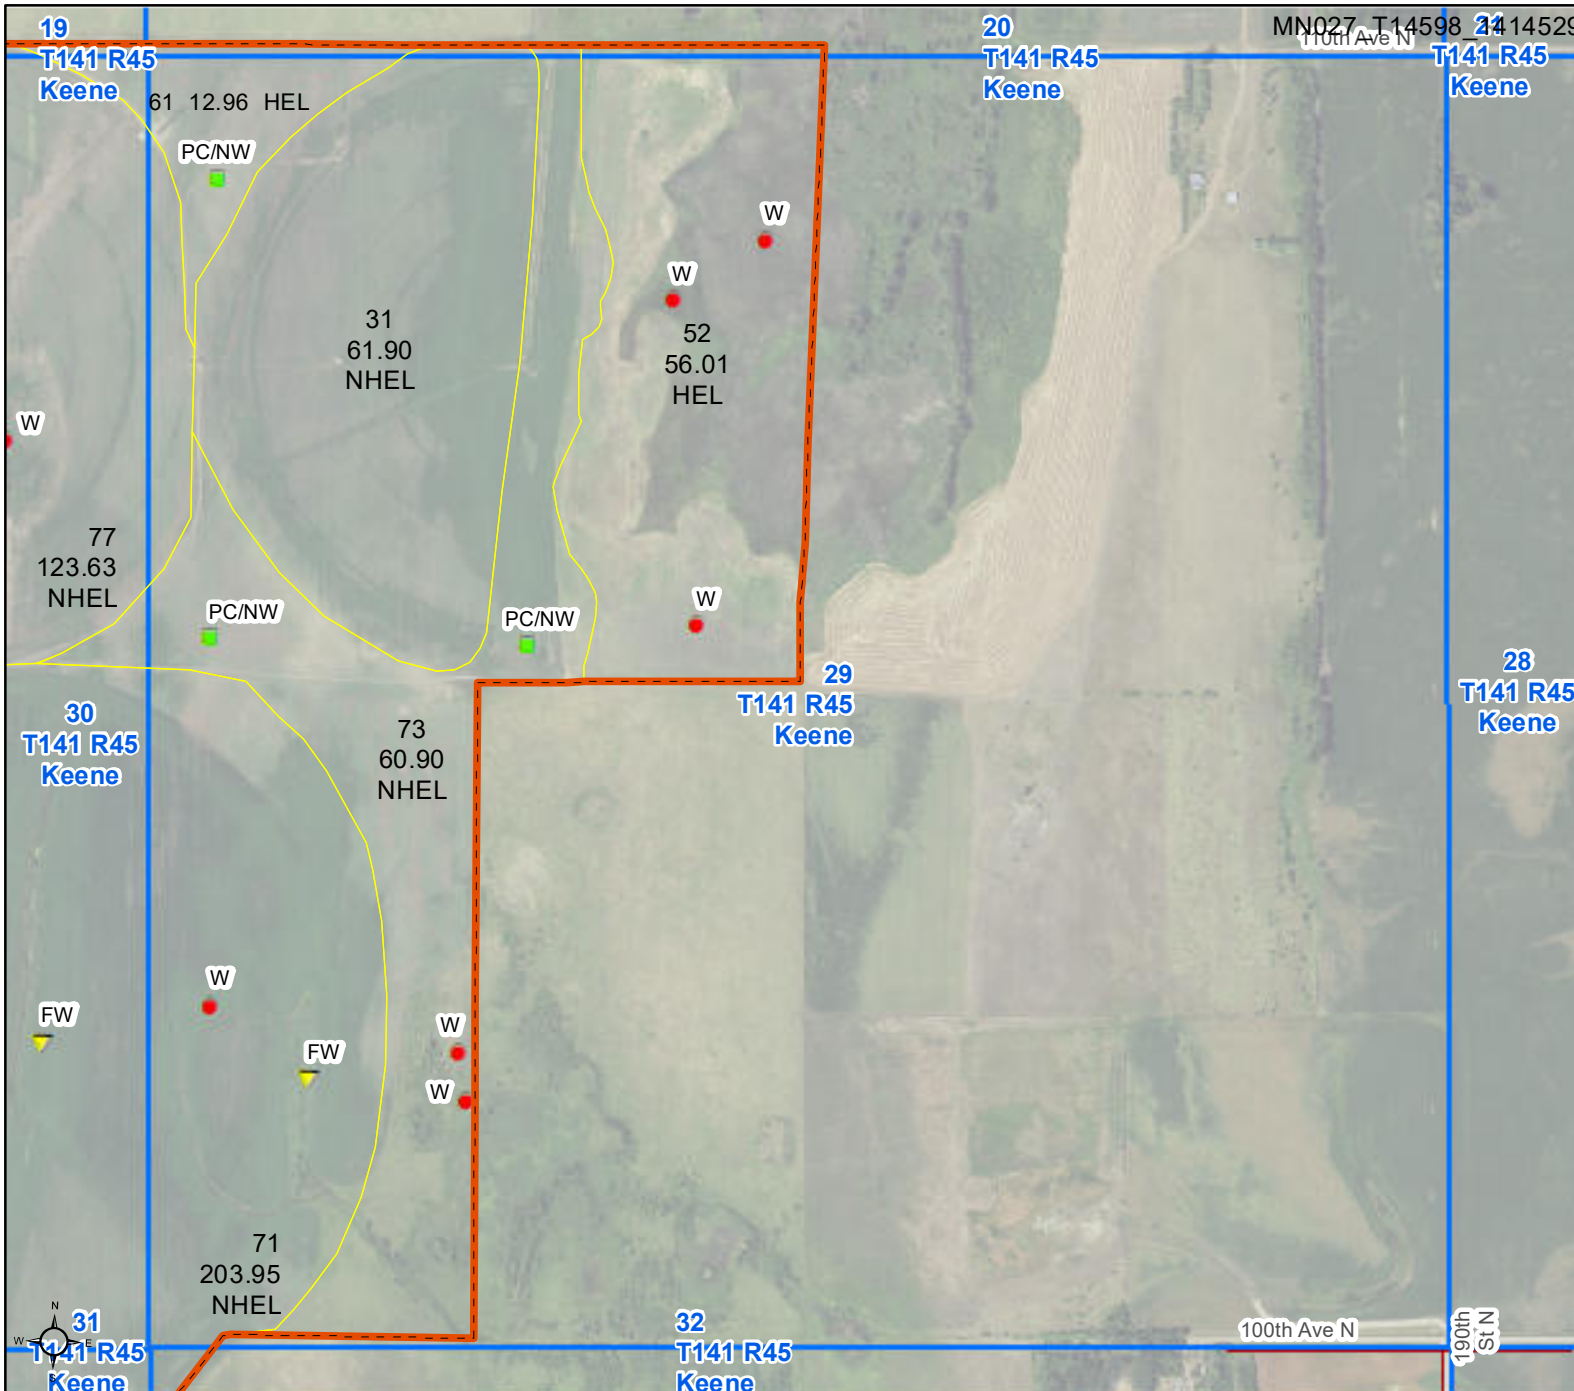 19
T141 R45
Keene
20
T141 R45
Keene
MN027_T14598_1414529
110th Ave N
21
T141 R45
Keene
61 12.96 HEL
PC/NW
W
W
31
61.90
NHEL
52
56.01
HEL
W
77
123.63
NHEL
PC/NW
PC/NW
W
29
T141 R45
Keene
28
T141 R45
Keene
30
T141 R45
Keene
73
60.90
NHEL
W
FW
W
FW
W
71
203.95
NHEL
N
W
E
S
31
T141 R45
Keene
32
T141 R45
Keene
100th Ave N
190th
St N